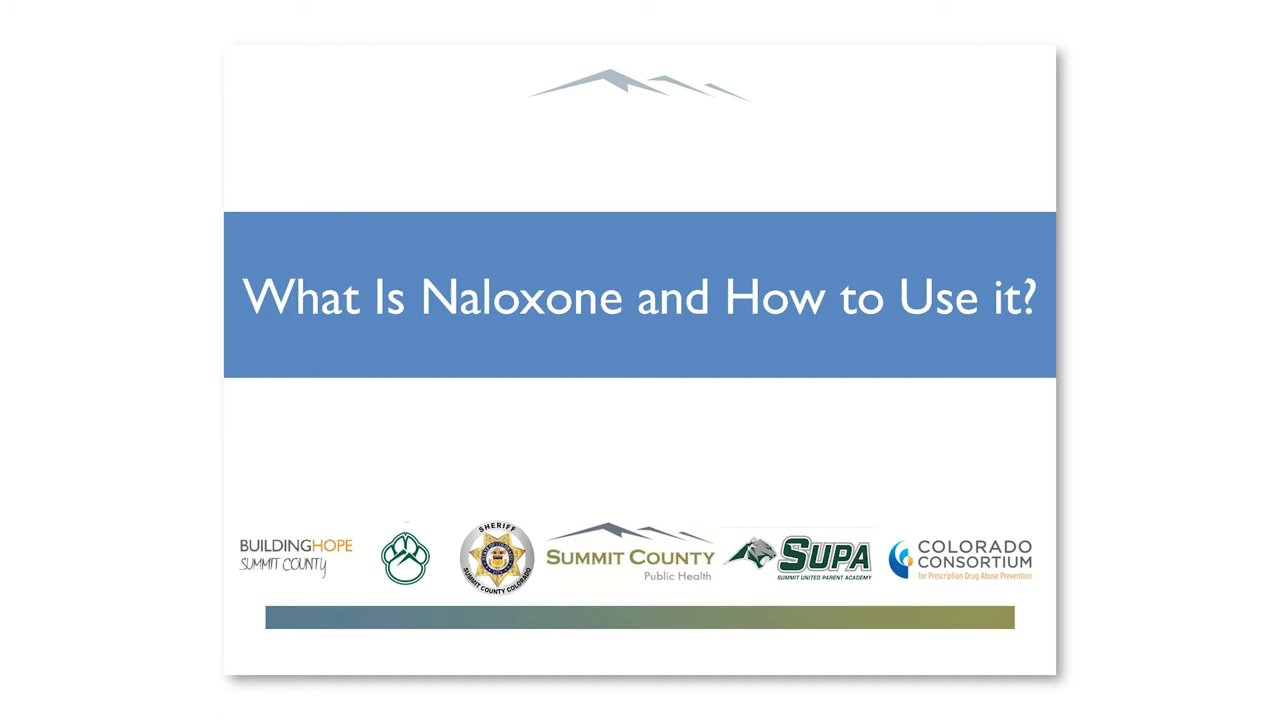 What Is Naloxone and How to Use it?
BUILDINGHOPE
SUMMIT COUNTY
SHERIFF
SUMMIT COUNTY COLORADO
SUMMIT COUNTY
Public Health
SUPA
SUMMIT UNITED PARENT ACADEMY
COLORADO
CONSORTIUM
for Prescription Drug Abuse Prevention